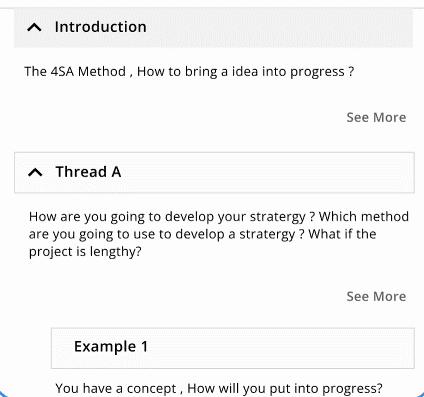 Introduction
The 4SA Method , How to bring a idea into progress ?
See More
Thread A
How are you going to develop your stratergy ? Which method
are you going to use to develop a stratergy ? What if the
project is lengthy?
See More
Example 1
You have a concept , How will you put into progress?